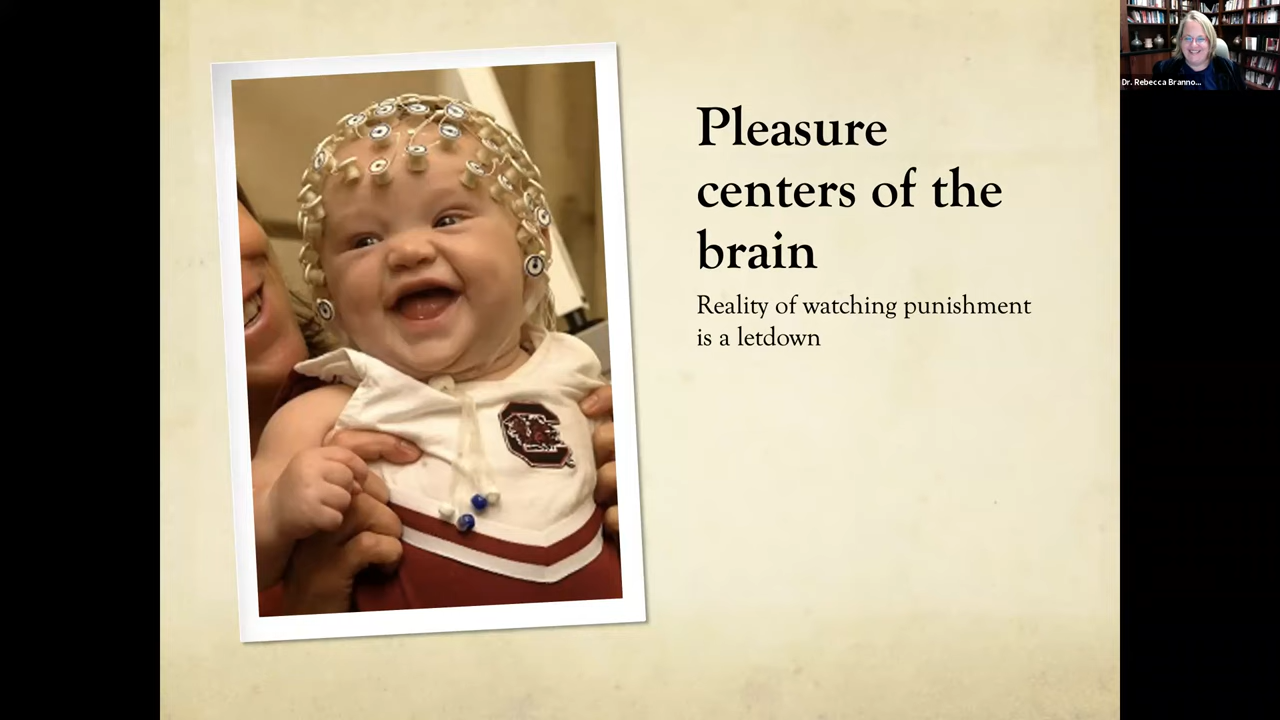 Pleasure
centers of the
brain
Reality of watching punishment
is a letdown
Dr. Rebecca Branno...